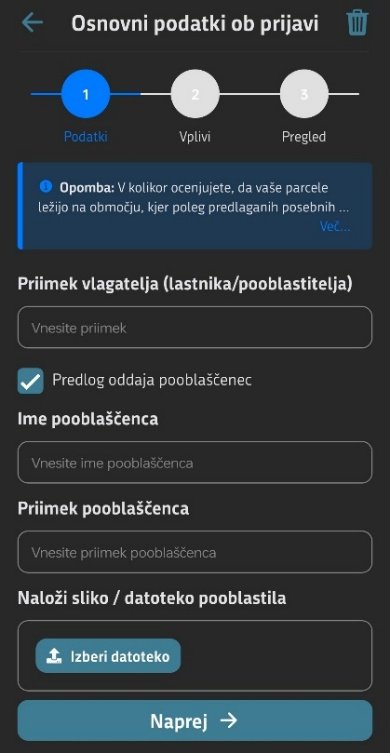 Osnovni podatki ob prijavi
1 2 3
Podatki Vplivi Pregled
Opomba: V kolikor ocenjujete, da vaše parcele
ležijo na območju, kjer poleg predlaganih posebnih ...
Več...
Priimek vlagatelja (lastnika/pooblastitelja)
Vnesite priimek
Predlog oddaja pooblaščenec
Ime pooblaščenca
Vnesite ime pooblaščenca
Priimek pooblaščenca
Vnesite priimek pooblaščenca
Naloži sliko / datoteko pooblastila
Izberi datoteko
Naprej →